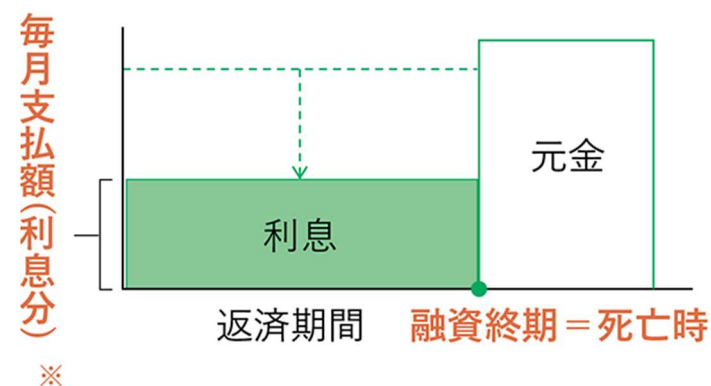 毎月支払額(利息分)
※
元金
利息
返済期間
融資終期=死亡時